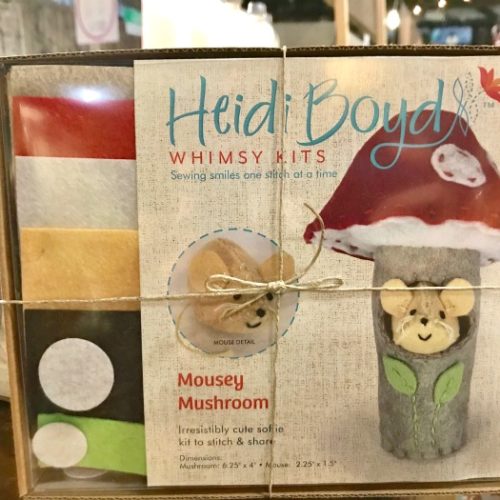 Heidi Boyd
TM
WHIMSY KITS
Sewing smiles one stitch at a time
MOUSE DETAIL
Mousey
Mushroom
Irresistibly cute softie
kit to stitch & share
Dimensions:
Mushroom: 6.25" x 4" • Mouse: 2.25" x 1.5"